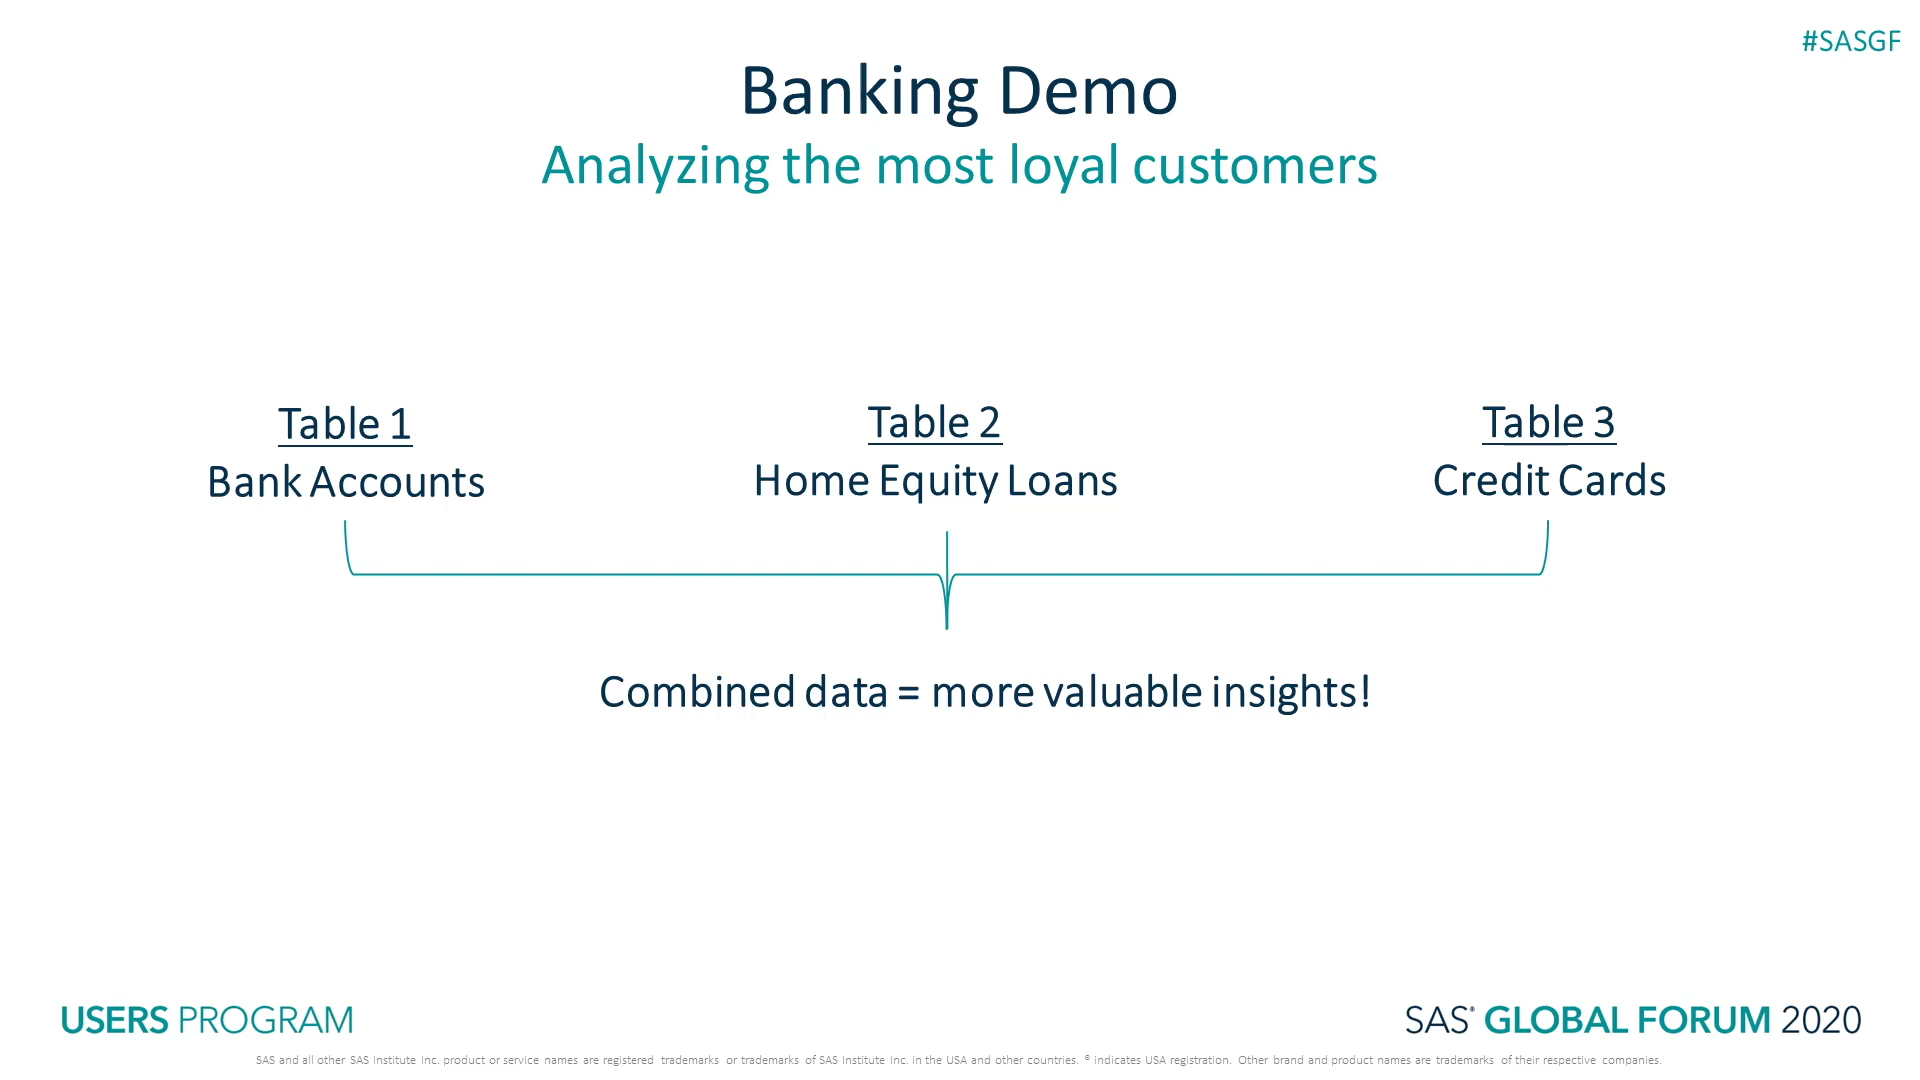 #SASGF
Banking Demo
Analyzing the most loyal customers
Table 1
Bank Accounts
Table 2
Home Equity Loans
Table 3
Credit Cards
Combined data = more valuable insights!
USERS PROGRAM
SAS® GLOBAL FORUM 2020
SAS and all other SAS Institute Inc. product or service names are registered trademarks or trademarks of SAS Institute Inc. in the USA and other countries. ® indicates USA registration. Other brand and product names are trademarks of their respective companies.